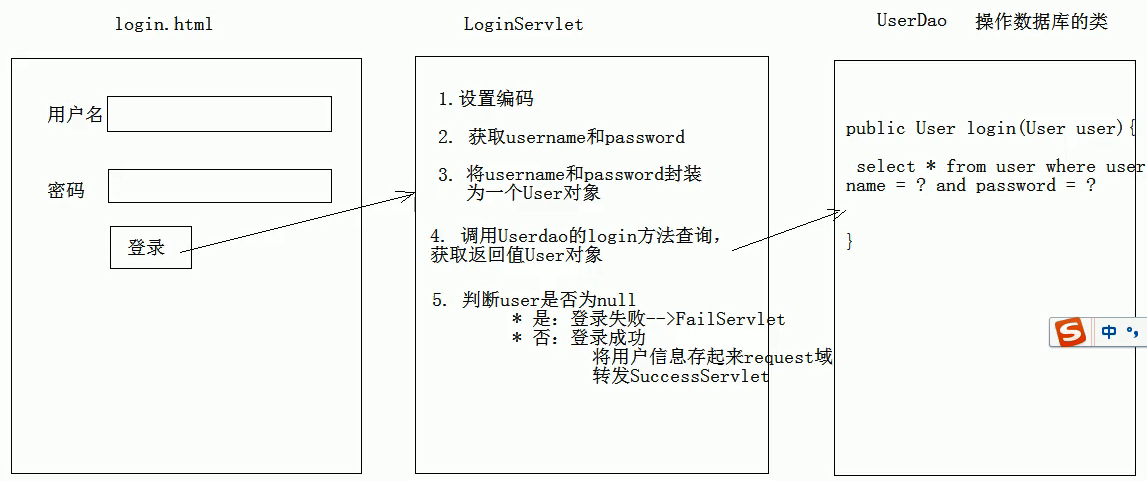 login.html
LoginServlet
UserDao 操作数据库的类
用户名
密码
登录
1.设置编码
2. 获取username和password
3. 将username和password封装
为一个User对象
4. 调用Userdao的login方法查询,
获取返回值User对象
5. 判断user是否为null
* 是: 登录失败-->FailServlet
* 否: 登录成功
将用户信息存起来request域
转发SuccessServlet
public User login(User user){
select * from user where user
name = ? and password = ?
}
S 中 °,